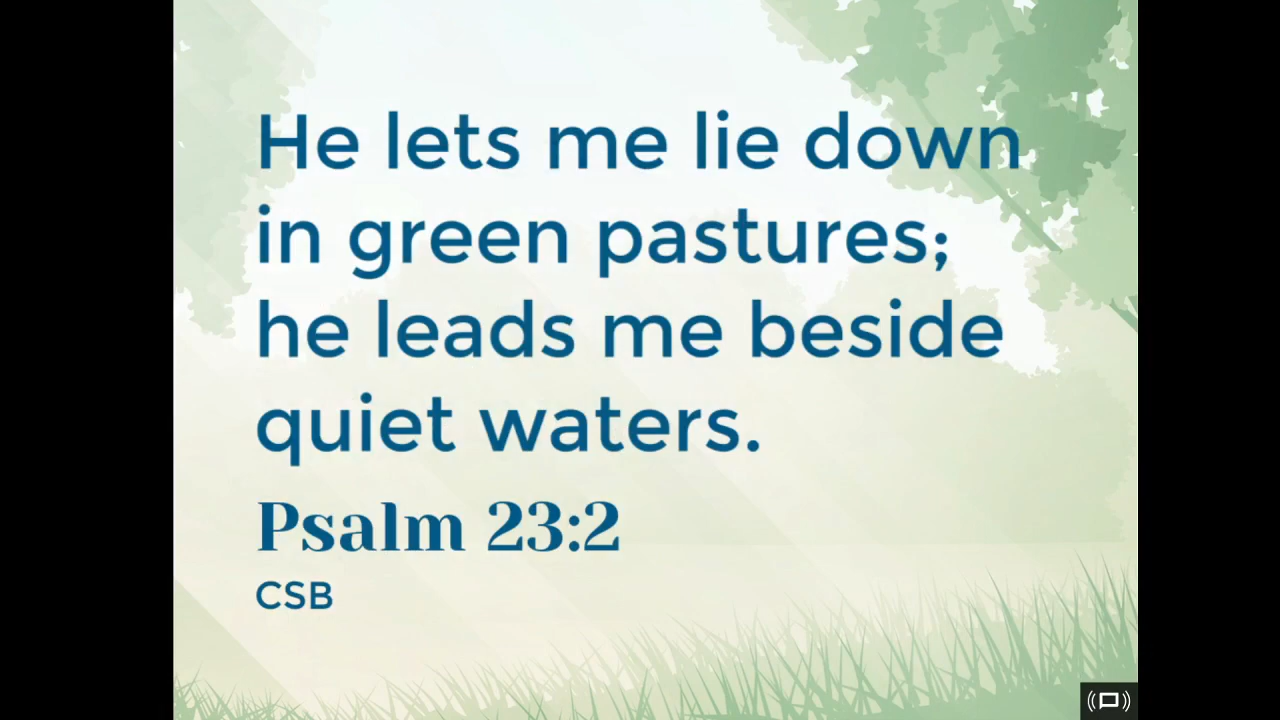 He lets me lie down
in green pastures;
he leads me beside
quiet waters.
Psalm 23:2
CSB